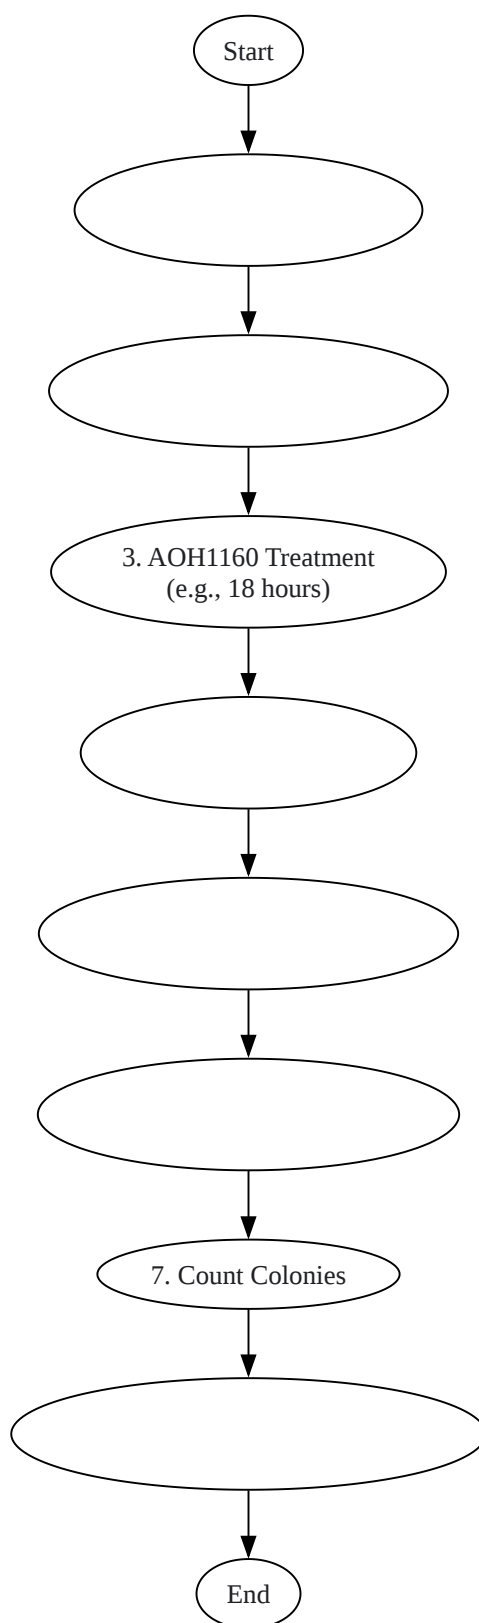 Start
3. AOH1160 Treatment
(e.g., 18 hours)
7. Count Colonies
End